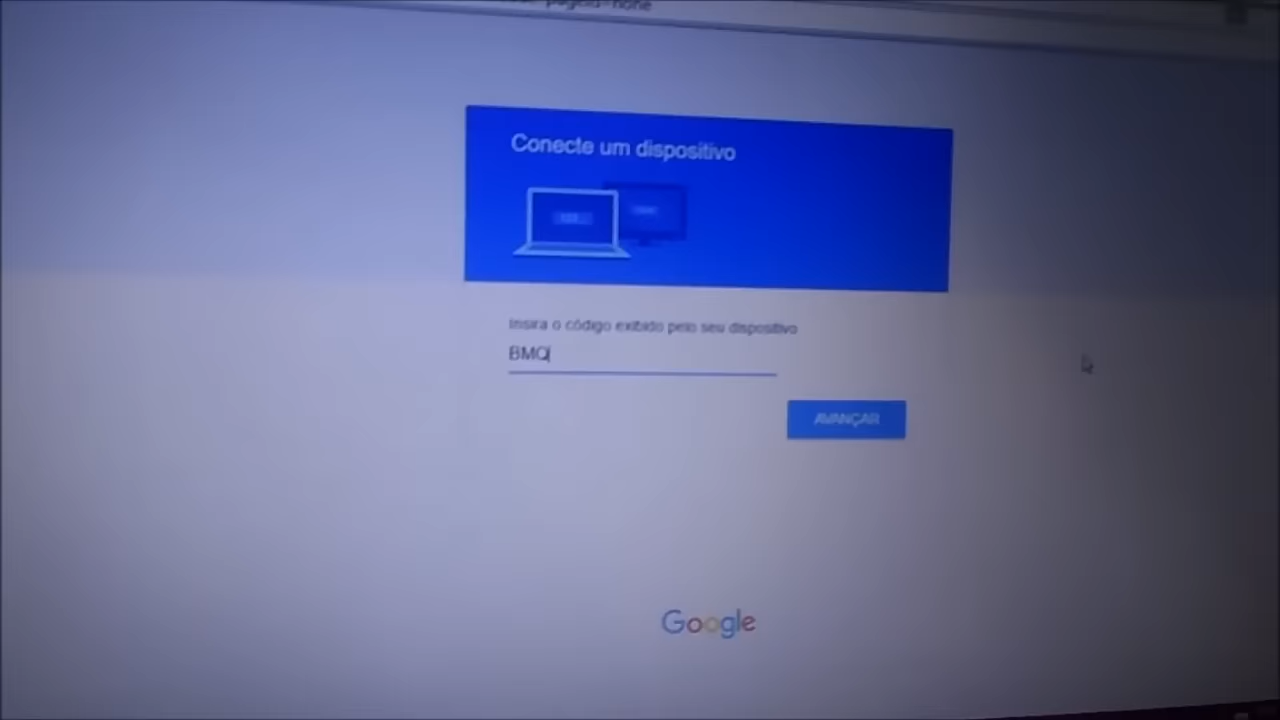 Conecte um dispositivo
Insira o código exibido pelo seu dispositivo
BMQ
AVANÇAR
Google